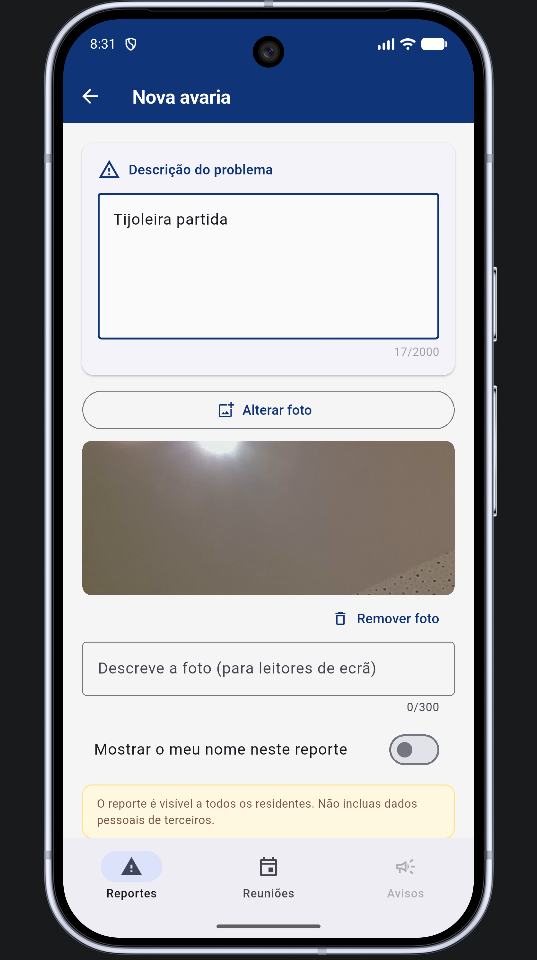 8:31
Nova avaria
Descrição do problema
Tijoleira partida
17/2000
Alterar foto
Remover foto
Descreve a foto (para leitores de ecrã)
0/300
Mostrar o meu nome neste reporte
O reporte é visível a todos os residentes. Não incluas dados
pessoais de terceiros.
Reportes
Reuniões
Avisos